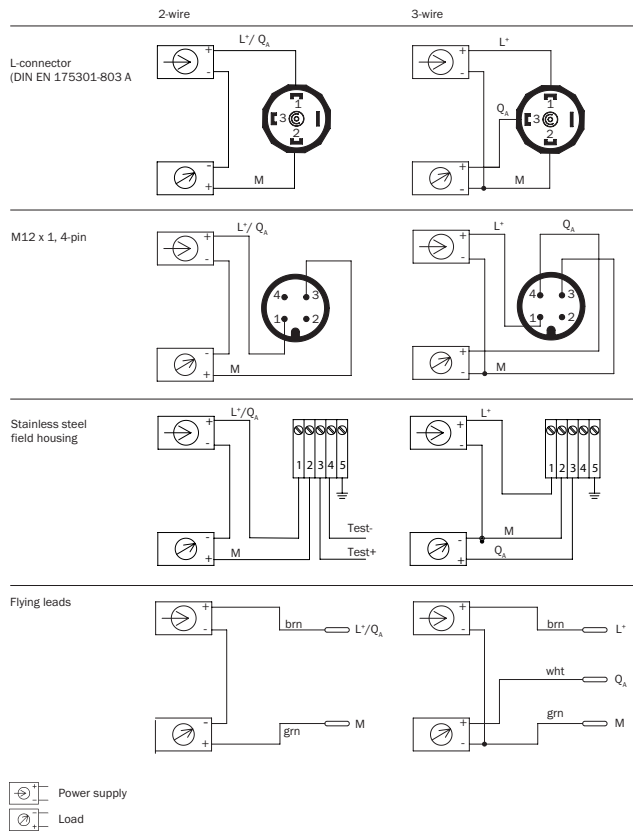 2-wire 3-wire
L-connector
(DIN EN 175301-803 A
L+/ QA
+
-
1
3
2
-
+
M
L+
+
-
QA
1
3
2
+
-
M
M12 x 1, 4-pin
L+/ QA
+
-
4 3
1 2
-
+
M
L+ QA
+
-
4 3
1 2
+
-
M
Stainless steel
field housing
L+/QA
+
-
1 2 3 4 5
-
+
M
Test-
Test+
L+
+
-
1 2 3 4 5
M
-
+
QA
Flying leads
+
-
brn L+/QA
-
+
grn M
+
-
brn L+
wht QA
+
-
grn M
+
-
Power supply
-
+
Load